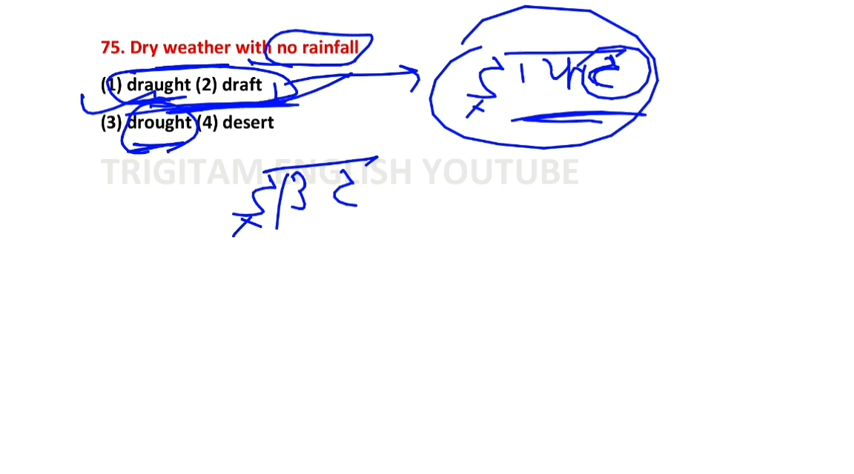 75. Dry weather with no rainfall
(1) draught (2) draft
(3) drought (4) desert
TRIGITAM ENGLISH YOUTUBE